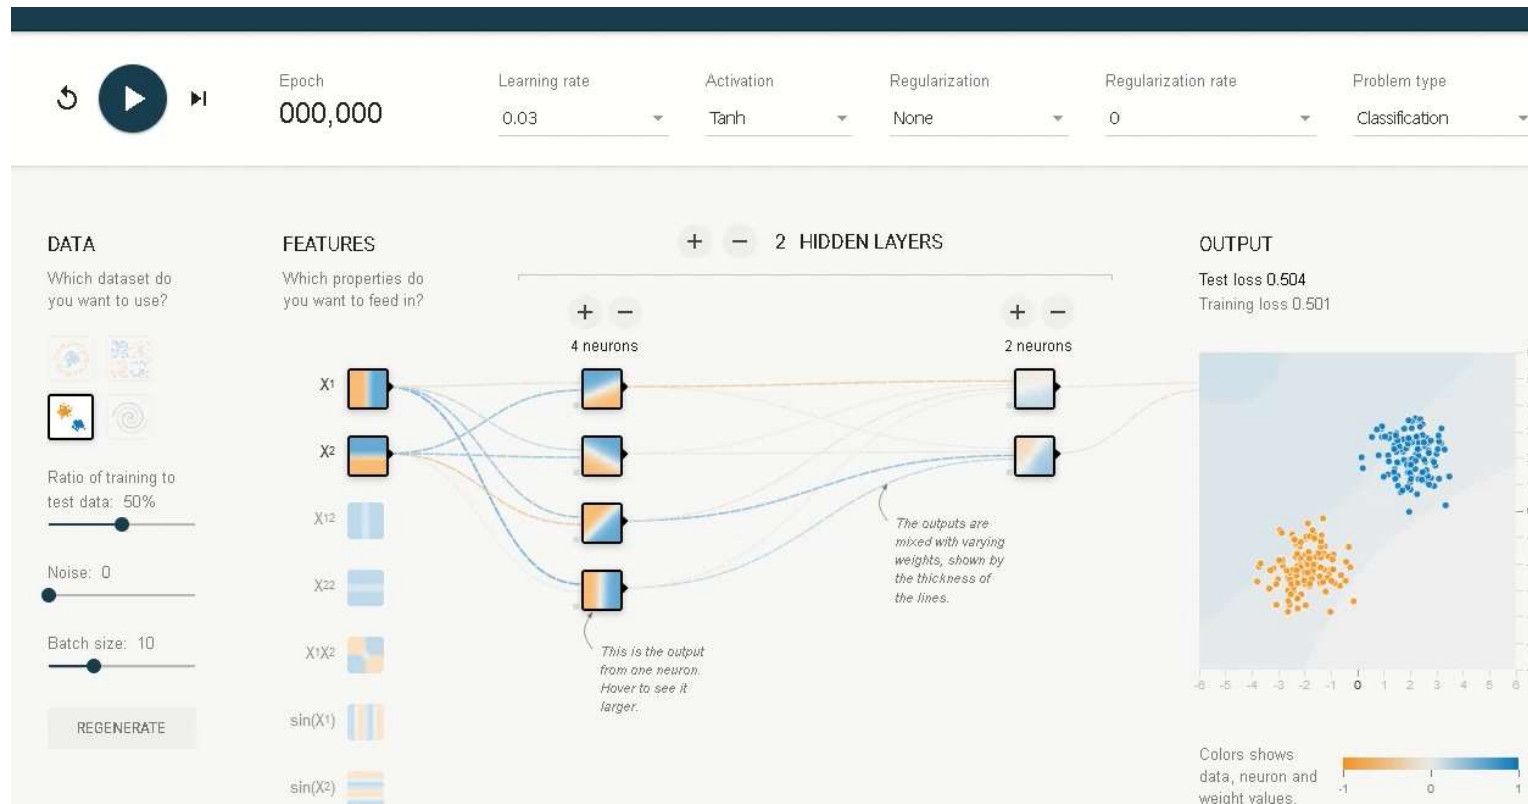 Epoch
000,000
Learning rate
0.03
Activation
Tanh
Regularization
None
Regularization rate
0
Problem type
Classification
DATA
Which dataset do
you want to use?
Ratio of training to
test data: 50%
Noise: 0
Batch size: 10
REGENERATE
FEATURES
Which properties do
you want to feed in?
X1
X2
X12
X22
X1X2
sin(X1)
sin(X2)
+ − 2 HIDDEN LAYERS
+ −
4 neurons
+ −
2 neurons
This is the output
from one neuron.
Hover to see it
larger.
The outputs are
mixed with varying
weights, shown by
the thickness of
the lines.
OUTPUT
Test loss 0.504
Training loss 0.501
-6 -5 -4 -3 -2 -1 0 1 2 3 4 5 6
Colors shows
data, neuron and
weight values.
-1 0 1